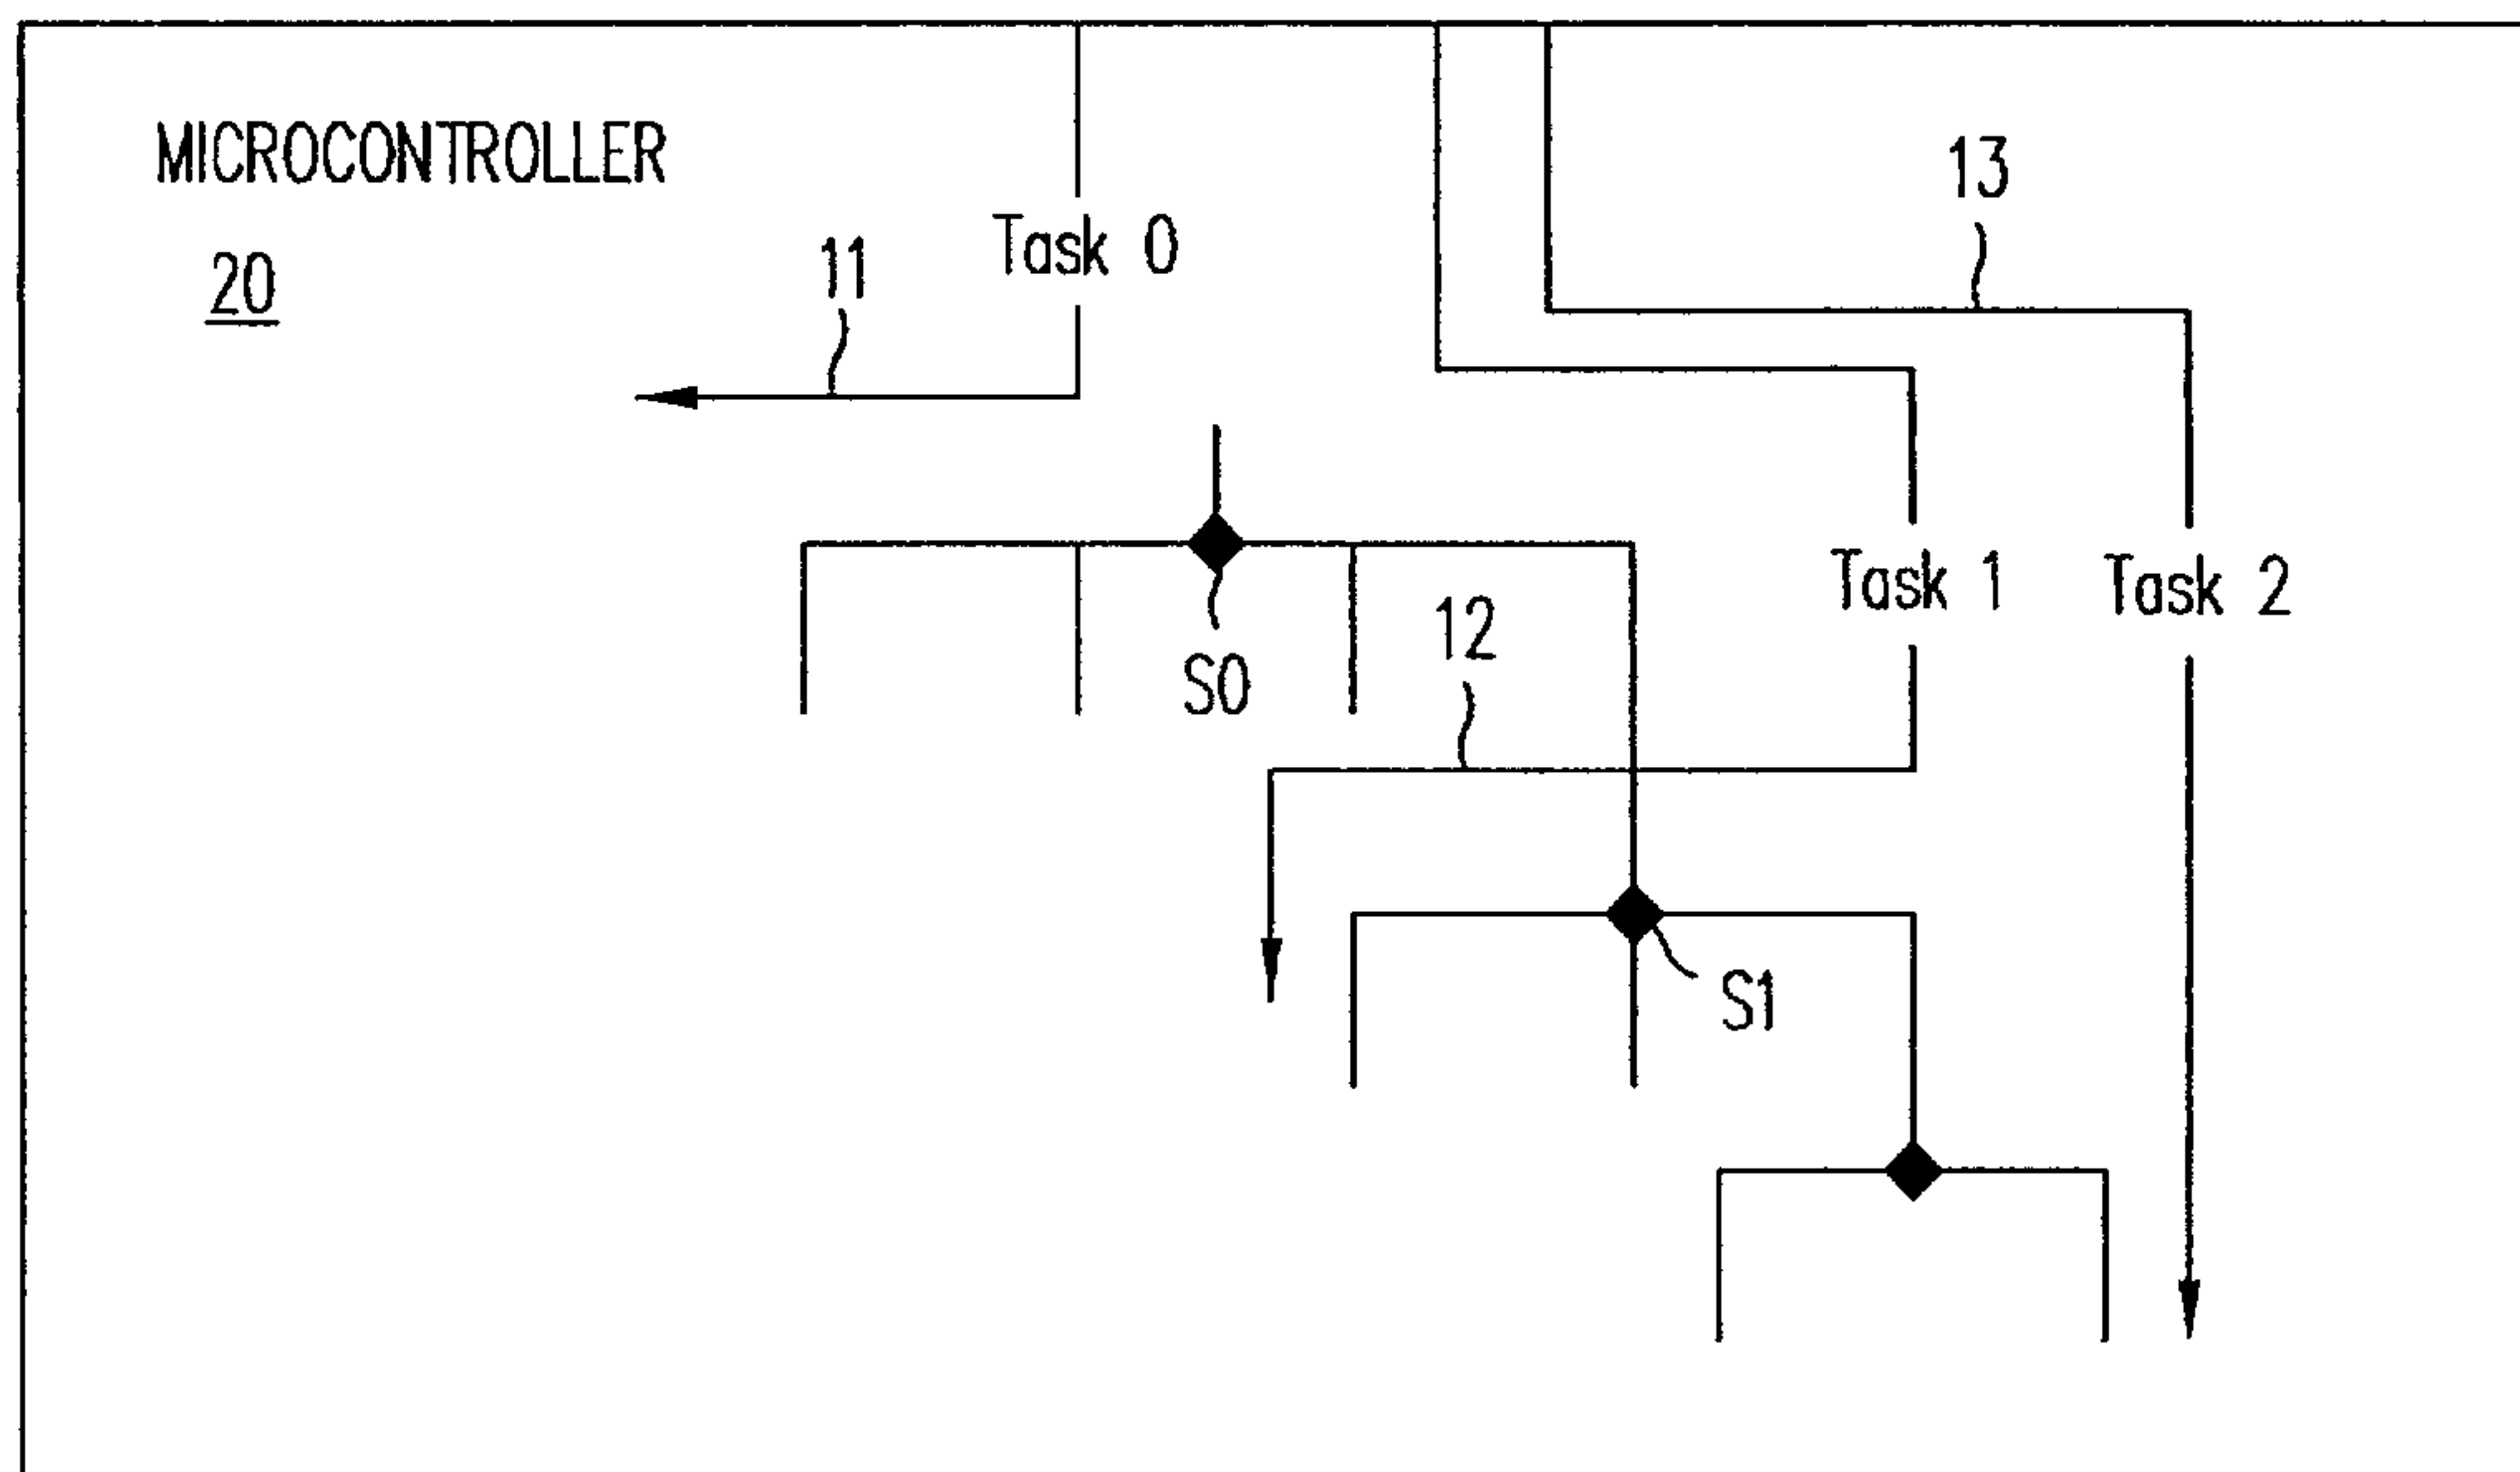 MICROCONTROLLER
20
11
Task 0
13
12
Task 1
Task 2
S0
S1